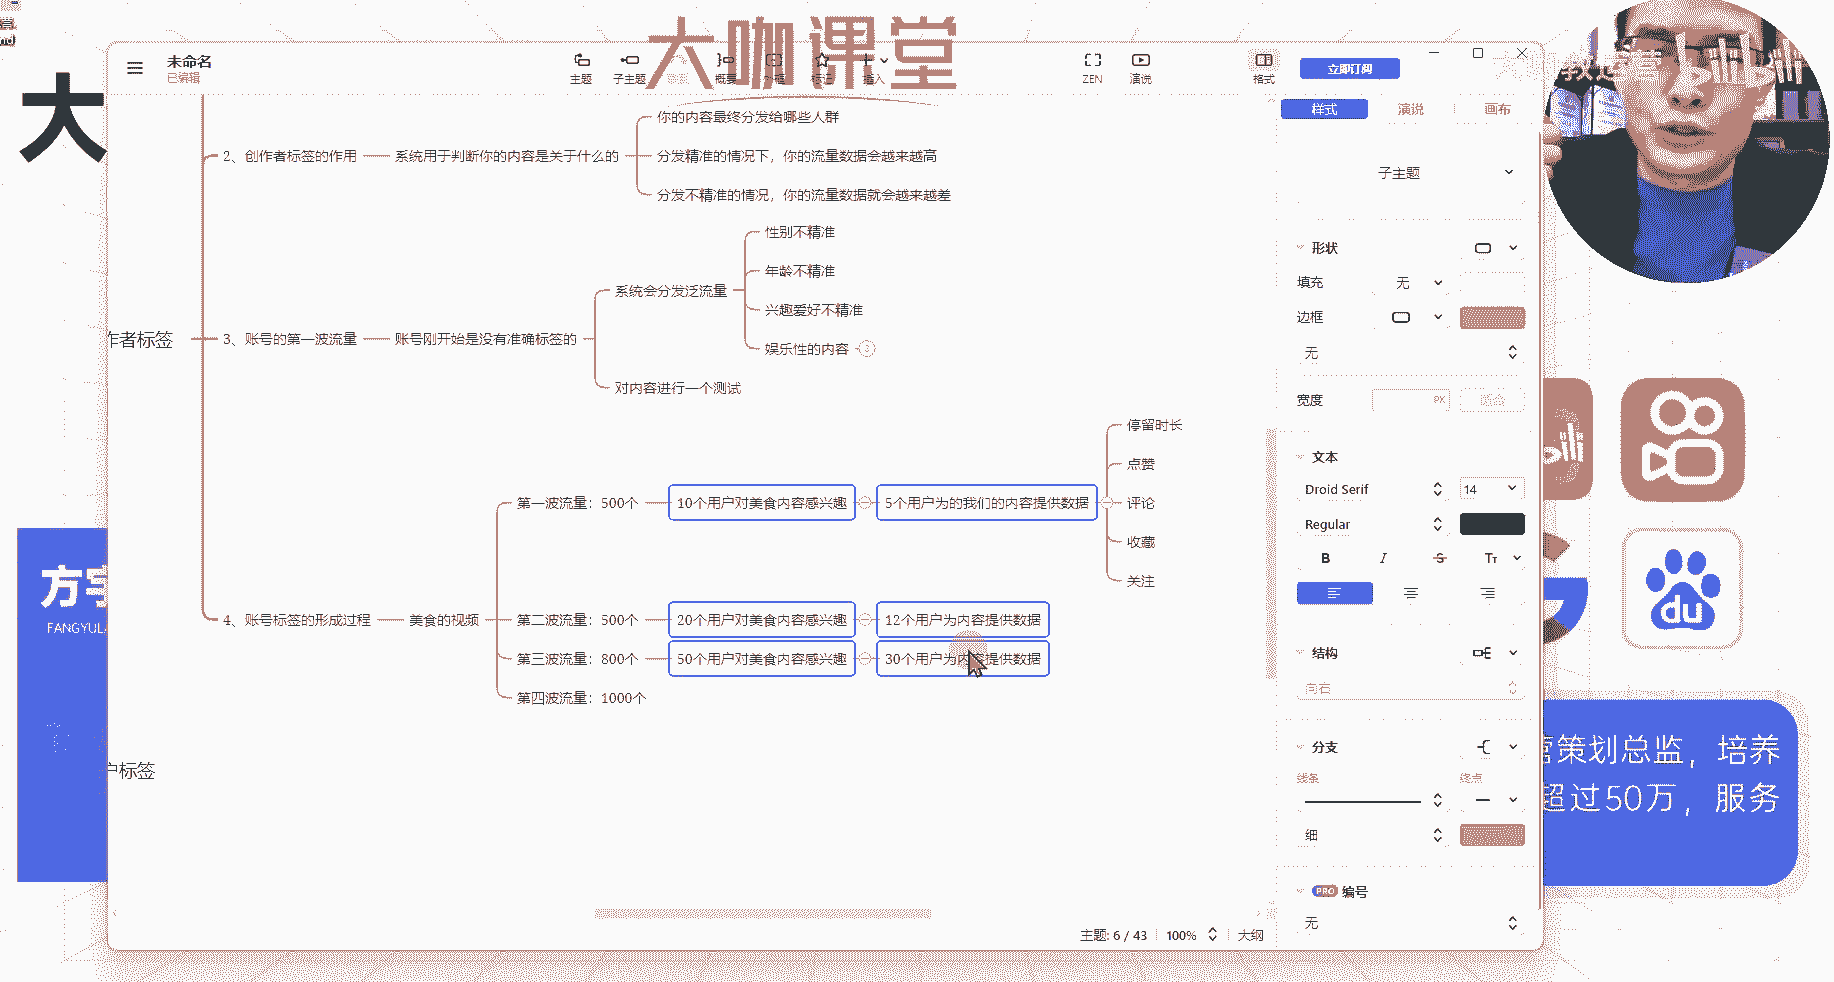 大咖课堂
未命名
已编辑
主题
子主题
概要
标记
插入
ZEN
演说
格式
立即订阅
大
bilibili
样式
演说
画布
你的内容最终分发给哪些人群
2、创作者标签的作用
系统用于判断你的内容是关于什么的
分发精准的情况下，你的流量数据会越来越高
分发不精准的情况，你的流量数据就会越来越差
子主题
性别不精准
年龄不精准
系统会分发泛流量
兴趣爱好不精准
作者标签
3、账号的第一波流量
账号刚开始是没有准确标签的
娱乐性的内容
3
对内容进行一个测试
形状
填充
无
边框
无
宽度
PX
停留时长
点赞
第一波流量：500个
10个用户对美食内容感兴趣
5个用户为的我们的内容提供数据
评论
收藏
关注
文本
Droid Serif
14
Regular
B
I
S
TT
4、账号标签的形成过程
美食的视频
第二波流量：500个
20个用户对美食内容感兴趣
12个用户为内容提供数据
第三波流量：800个
50个用户对美食内容感兴趣
30个用户为内容提供数据
第四波流量：1000个
结构
向右
户标签
分支
线条
终点
细
PRO
编号
无
方宇
FANGYUL
du
营策划总监，培养
超过50万，服务
主题: 6 / 43
100%
大纲